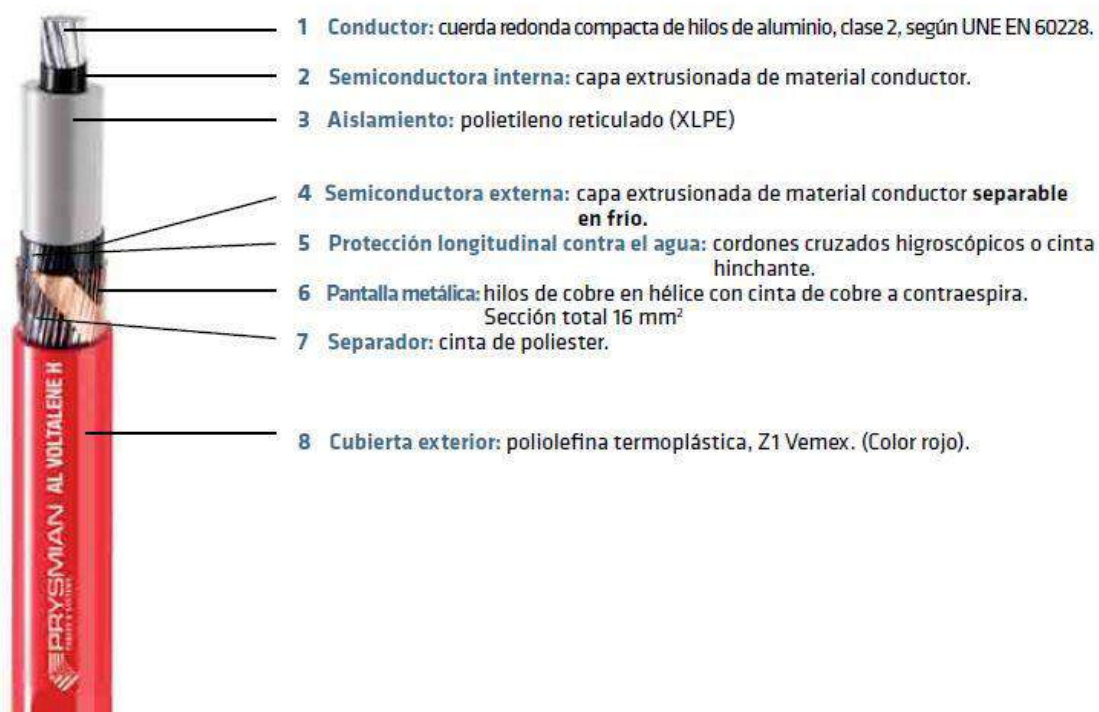 1 Conductor: cuerda redonda compacta de hilos de aluminio, clase 2, según UNE EN 60228.
2 Semiconductora interna: capa extrusionada de material conductor.
3 Aislamiento: polietileno reticulado (XLPE)
4 Semiconductora externa: capa extrusionada de material conductor separable
en frío.
5 Protección longitudinal contra el agua: cordones cruzados higroscópicos o cinta
hinchante.
6 Pantalla metálica: hilos de cobre en hélice con cinta de cobre a contraespira.
Sección total 16 mm²
7 Separador: cinta de poliester.
8 Cubierta exterior: poliolefina termoplástica, Z1 Vemex. (Color rojo).
PRYSMIAN AL VOLTALENE H